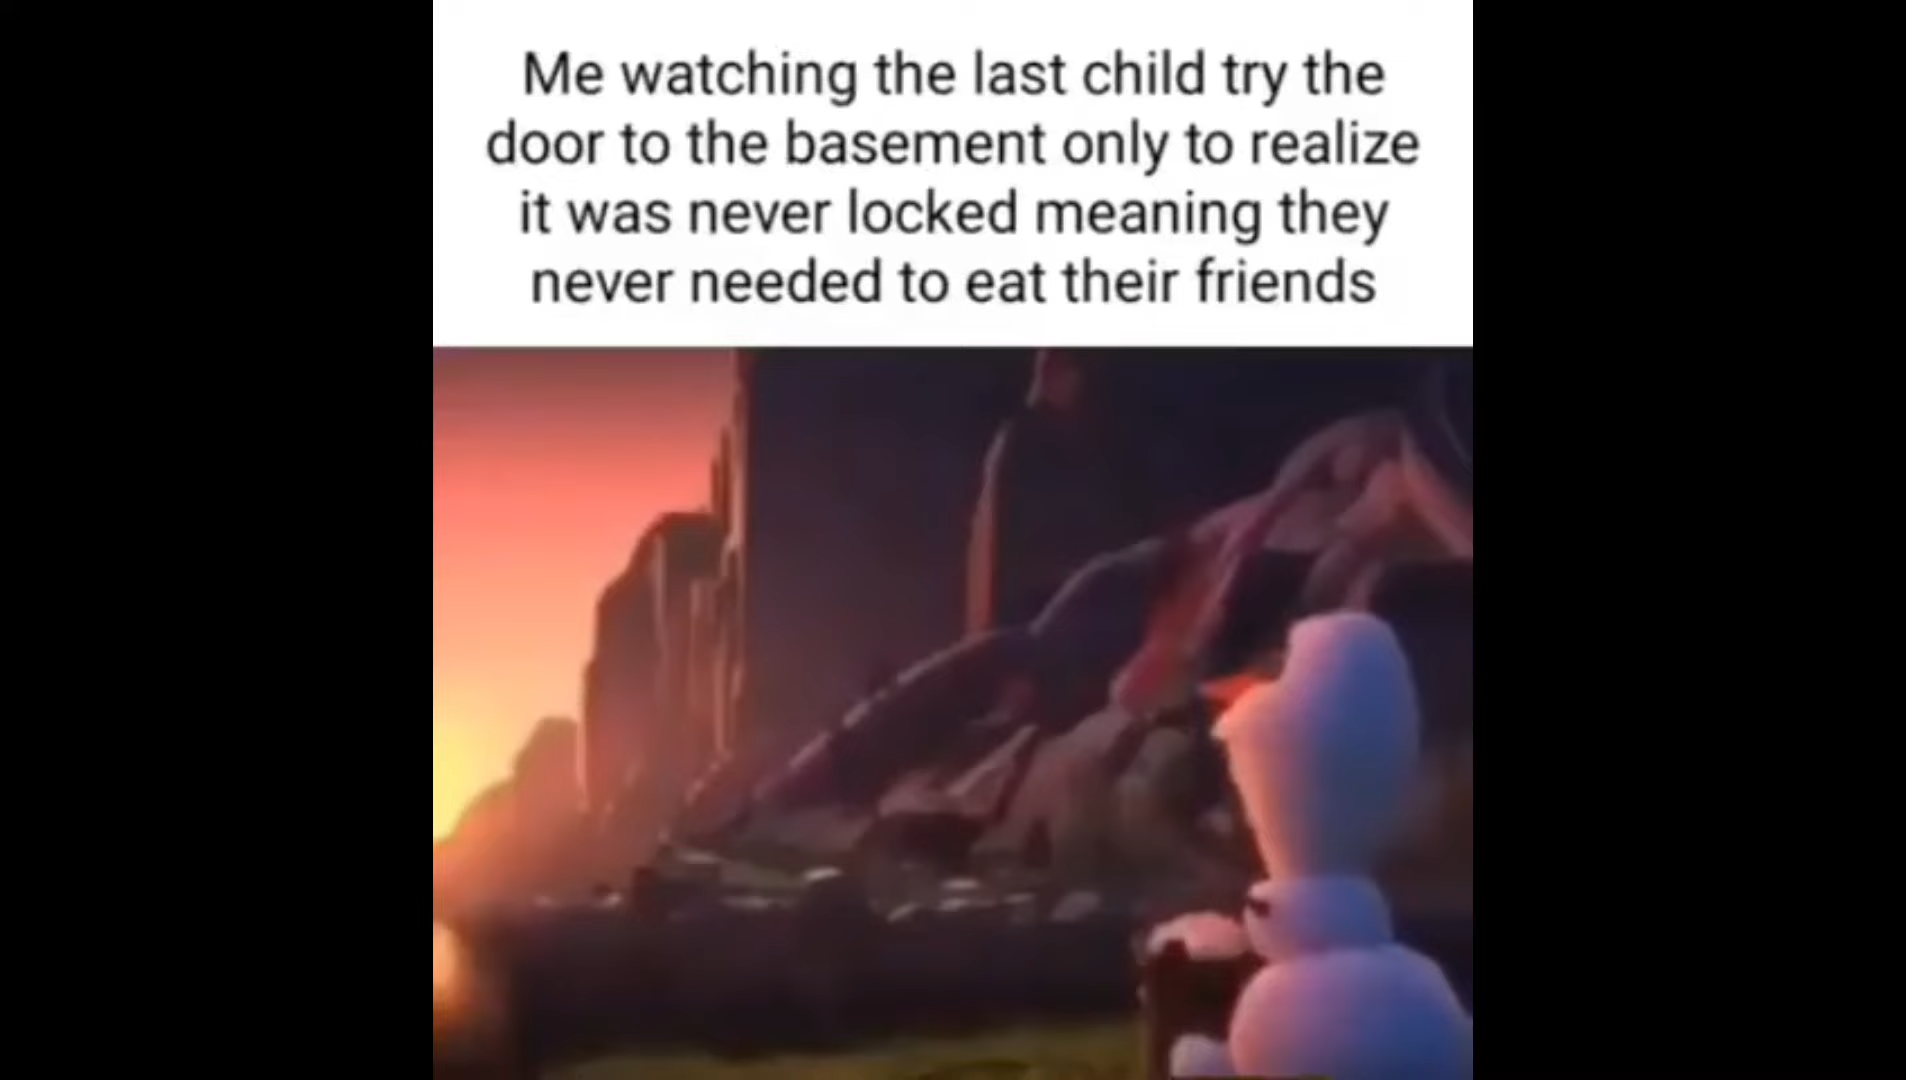 Me watching the last child try the
door to the basement only to realize
it was never locked meaning they
never needed to eat their friends